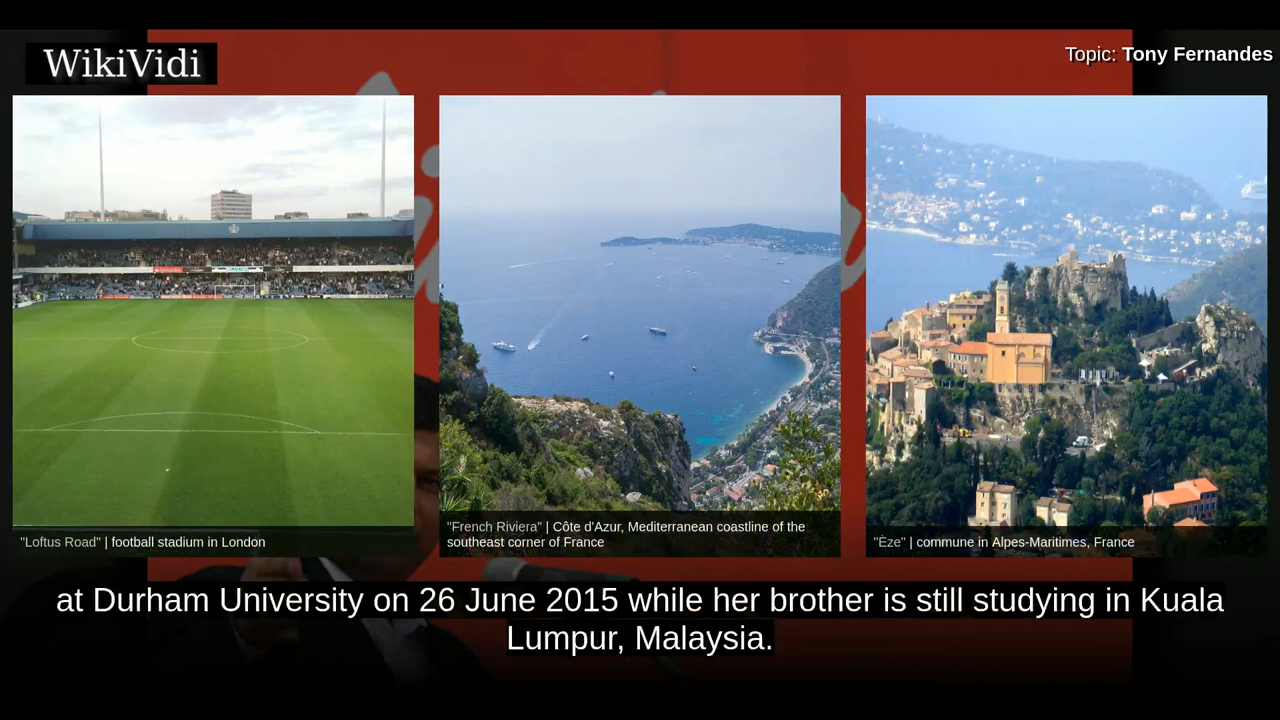 WikiVidi
Topic: Tony Fernandes
"Loftus Road" | football stadium in London
"French Riviera" | Côte d'Azur, Mediterranean coastline of the
southeast corner of France
"Èze" | commune in Alpes-Maritimes, France
at Durham University on 26 June 2015 while her brother is still studying in Kuala
Lumpur, Malaysia.